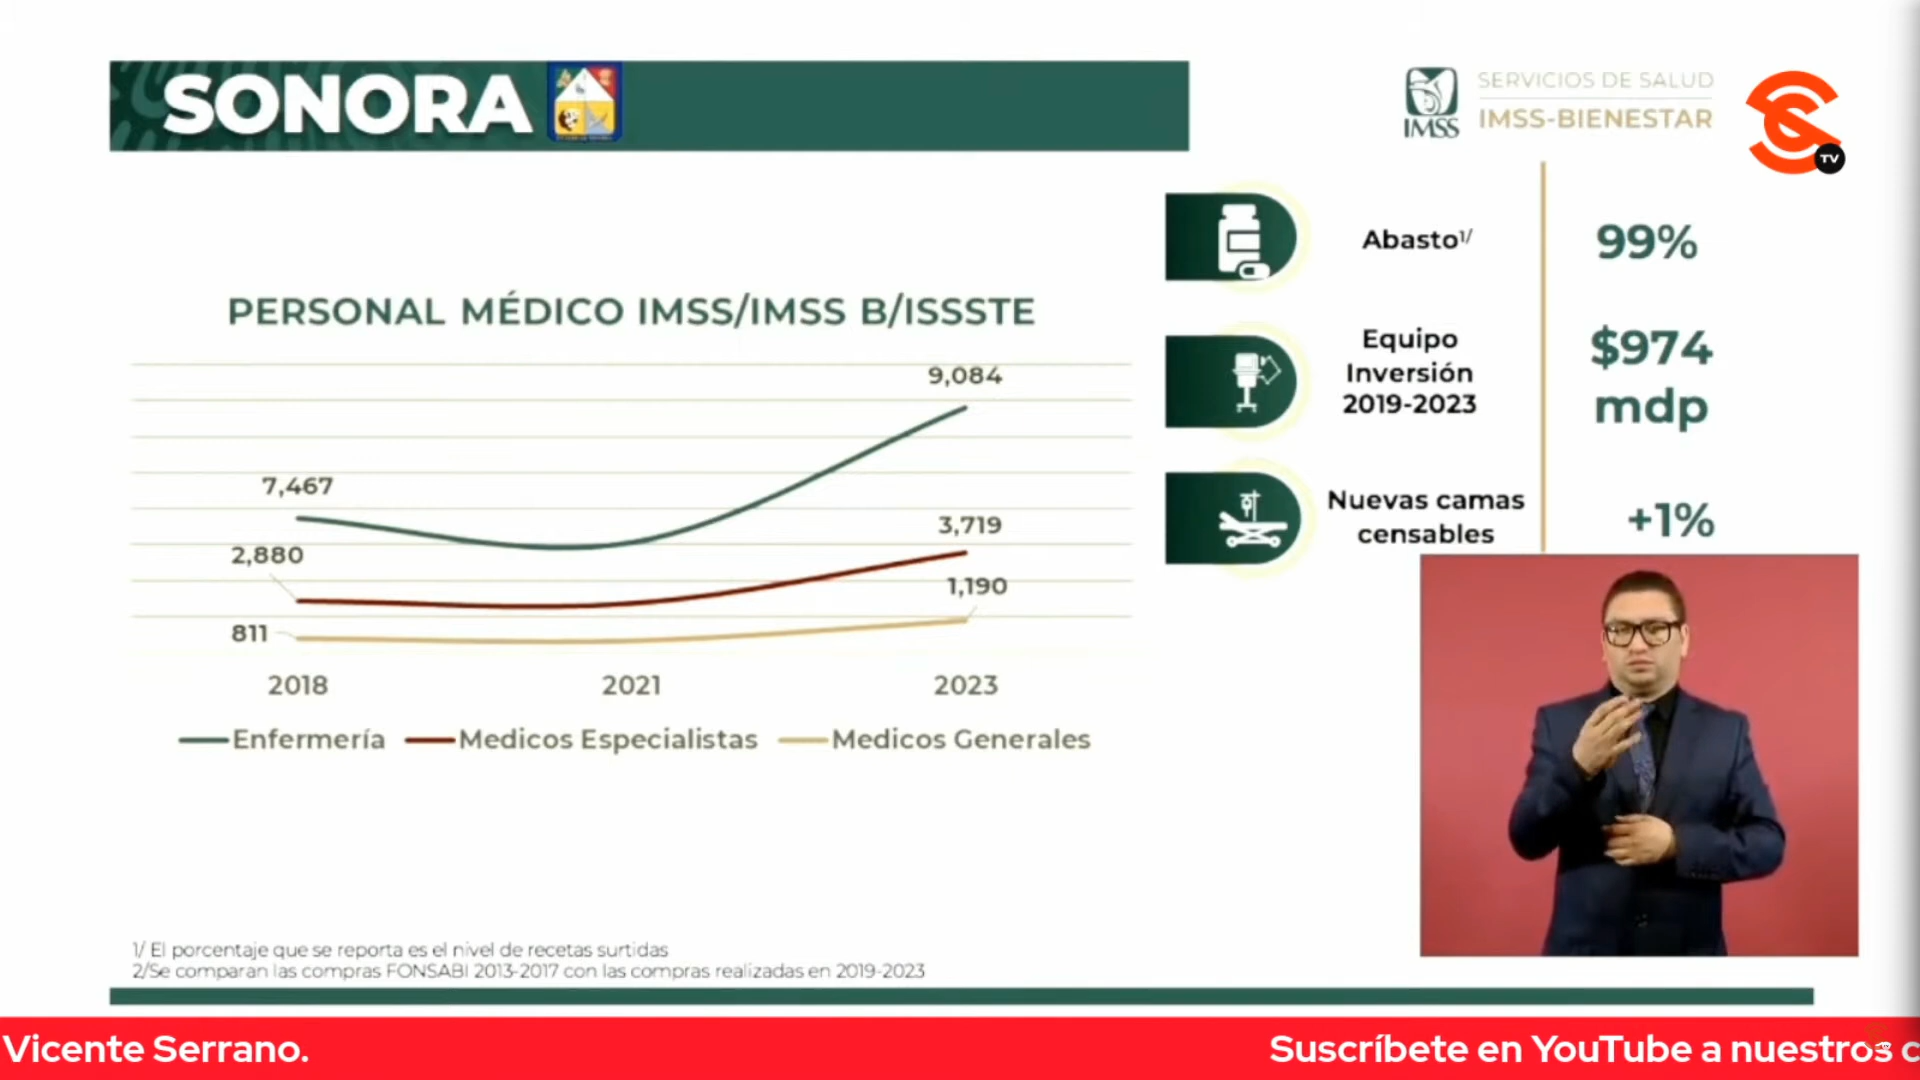 SONORA
IMSS
SERVICIOS DE SALUD
IMSS-BIENESTAR
TV
PERSONAL MÉDICO IMSS/IMSS B/ISSSTE
9,084
7,467
3,719
2,880
1,190
811
2018 2021 2023
Enfermería Medicos Especialistas Medicos Generales
Abasto1/
99%
Equipo
Inversión
2019-2023
$974
mdp
Nuevas camas
censables
+1%
1/ El porcentaje que se reporta es el nivel de recetas surtidas
2/Se comparan las compras FONSABI 2013-2017 con las compras realizadas en 2019-2023
Vicente Serrano.
Suscríbete en YouTube a nuestros c